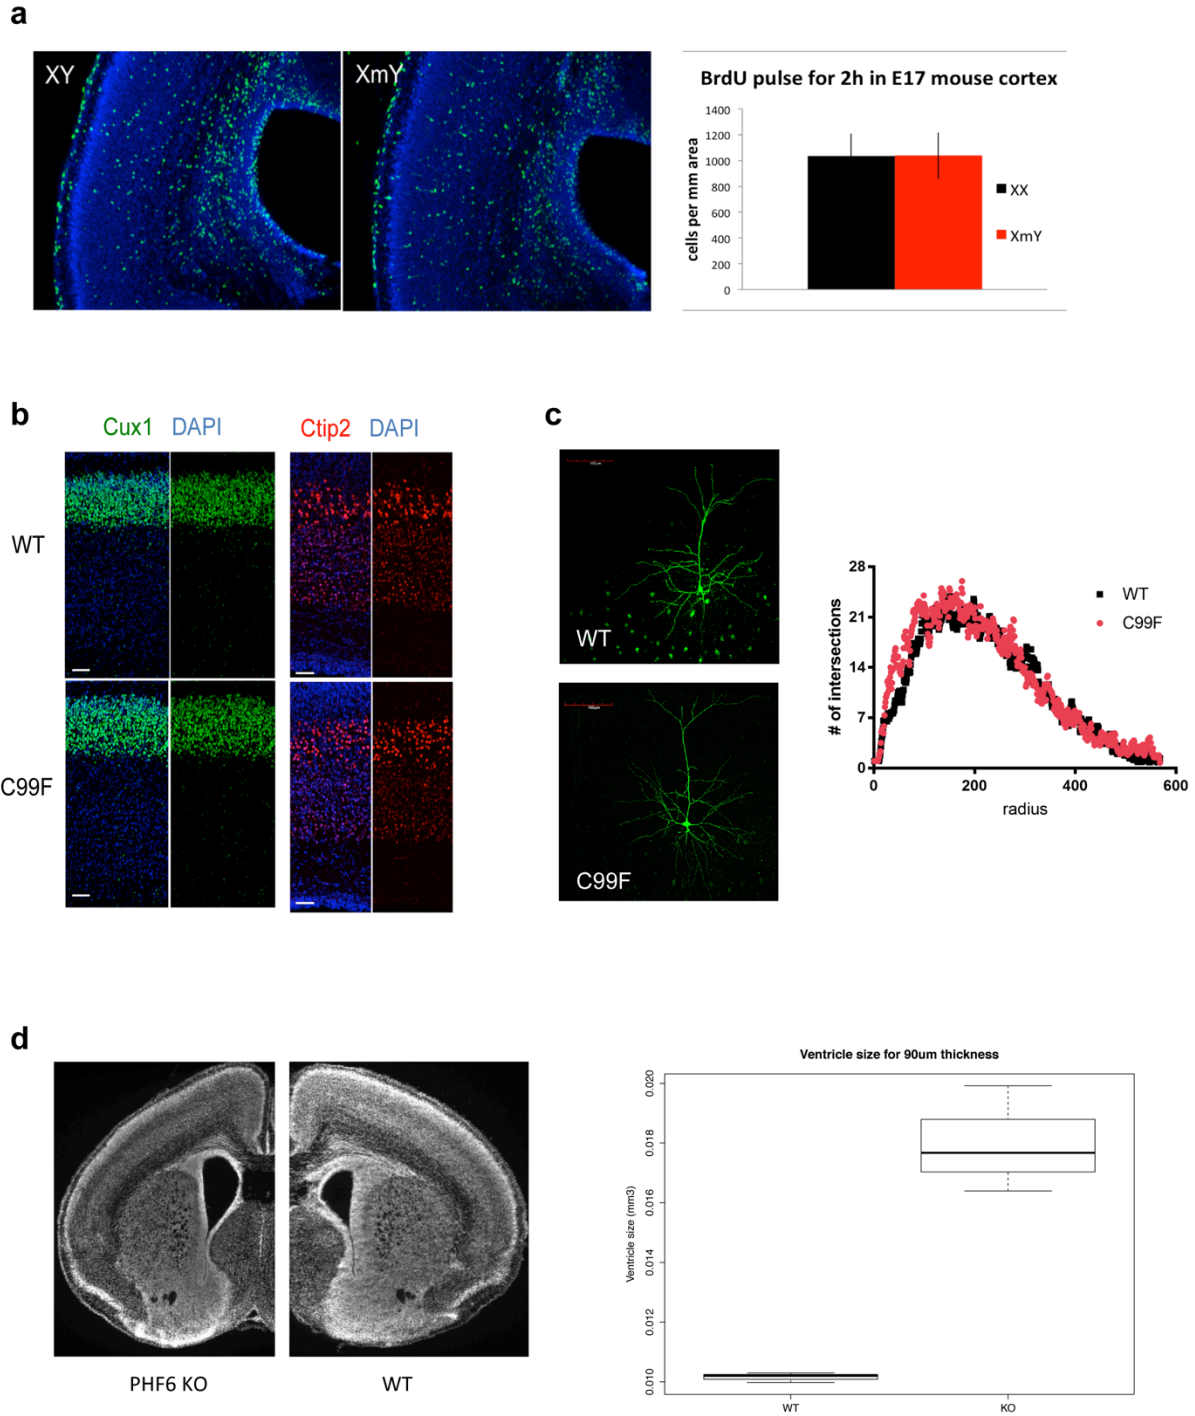 a
XY
XmY
BrdU pulse for 2h in E17 mouse cortex
cells per mm area
1400
1200
1000
800
600
400
200
0
XX
XmY
b
Cux1 DAPI
Ctip2 DAPI
WT
C99F
c
WT
C99F
# of intersections
28
21
14
7
0
0 200 400 600
radius
WT
C99F
d
PHF6 KO
WT
Ventricle size for 90um thickness
Ventricle size (mm3)
0.020
0.018
0.016
0.014
0.012
0.010
WT KO